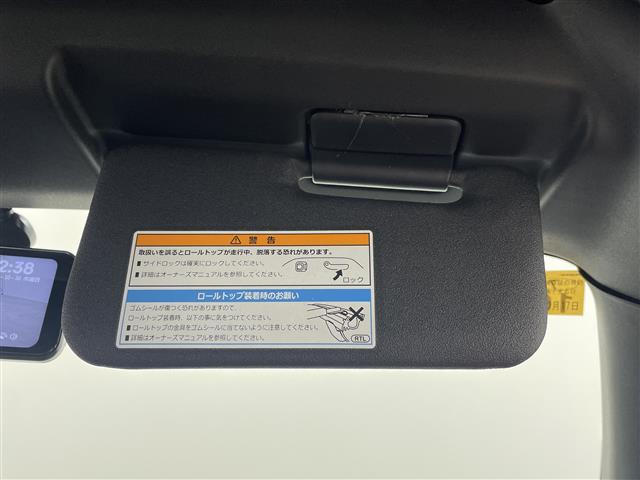 警告
取扱いを誤るとロールトップが走行中、脱落する恐れがあります。
■サイドロックは確実にロックしてください。
■詳細はオーナーズマニュアルを参照してください。
ロック
ロールトップ装着時のお願い
ゴムシールが傷つく恐れがありますので、
ロールトップ装着時、以下の事に気をつけてください。
■ロールトップの金具をゴムシールに当てないように注意してください。
■詳細はオーナーズマニュアルを参照してください。
RTL
2:38